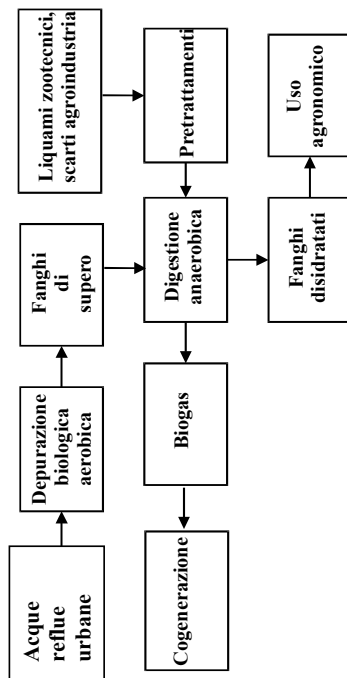 Acque
reflue
urbane
Depurazione
biologica
aerobica
Fanghi
di
supero
Liquami zootecnici,
scarti agroindustria
Cogenerazione
Biogas
Digestione
anaerobica
Pretrattamenti
Fanghi
disidratati
Uso
agronomico